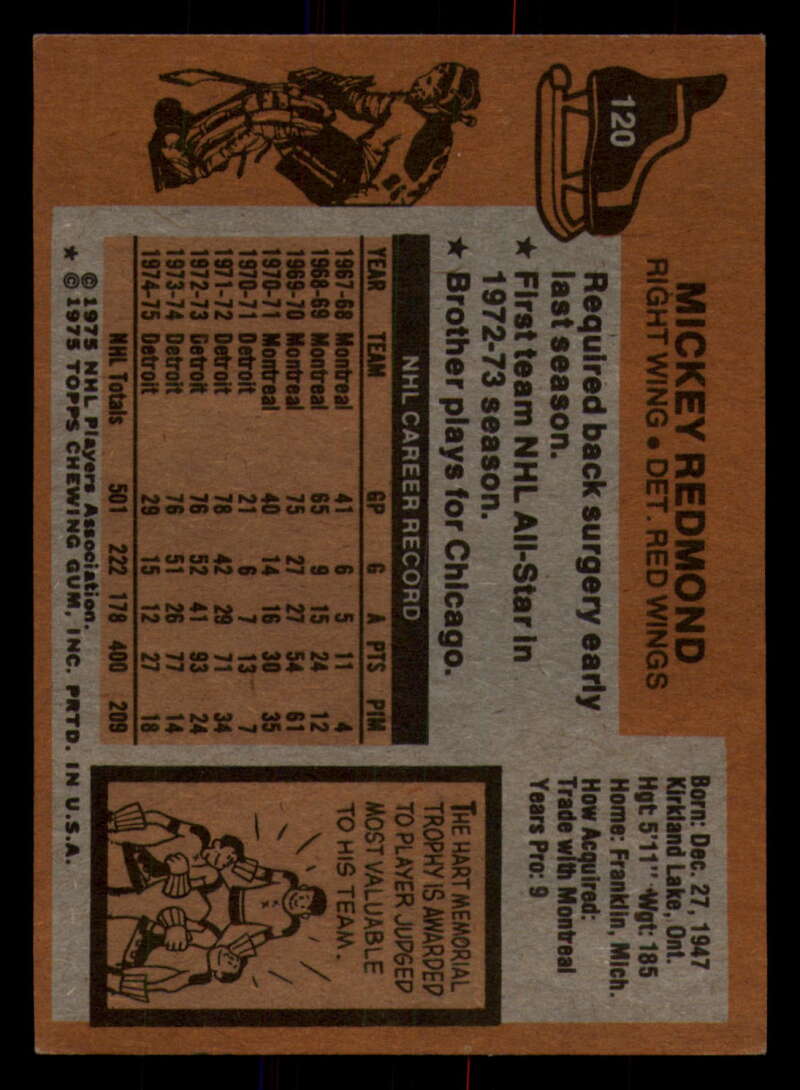 120
MICKEY REDMOND
RIGHT WING • DET. RED WINGS
Required back surgery early
last season.
★ First team NHL All-Star in
1972-73 season.
★ Brother plays for Chicago.
Born: Dec. 27, 1947
Kirkland Lake, Ont.
Hgt: 5'11" Wgt: 185
Home: Franklin, Mich.
How Acquired:
Trade with Montreal
Years Pro: 9
NHL CAREER RECORD
YEAR TEAM GP G A PTS PIM
1967-68 Montreal 41 6 5 11 4
1968-69 Montreal 65 9 15 24 12
1969-70 Montreal 75 27 27 54 61
1970-71 Montreal 40 14 16 30 35
1970-71 Detroit 21 6 7 13 7
1971-72 Detroit 78 42 29 71 34
1972-73 Detroit 76 52 41 93 24
1973-74 Detroit 76 51 26 77 14
1974-75 Detroit 29 15 12 27 18
NHL Totals 501 222 178 400 209
THE HART MEMORIAL
TROPHY IS AWARDED
TO PLAYER JUDGED
MOST VALUABLE
TO HIS TEAM.
© 1975 NHL Players Association.
★ © 1975 TOPPS CHEWING GUM, INC. PRTD. IN U.S.A.